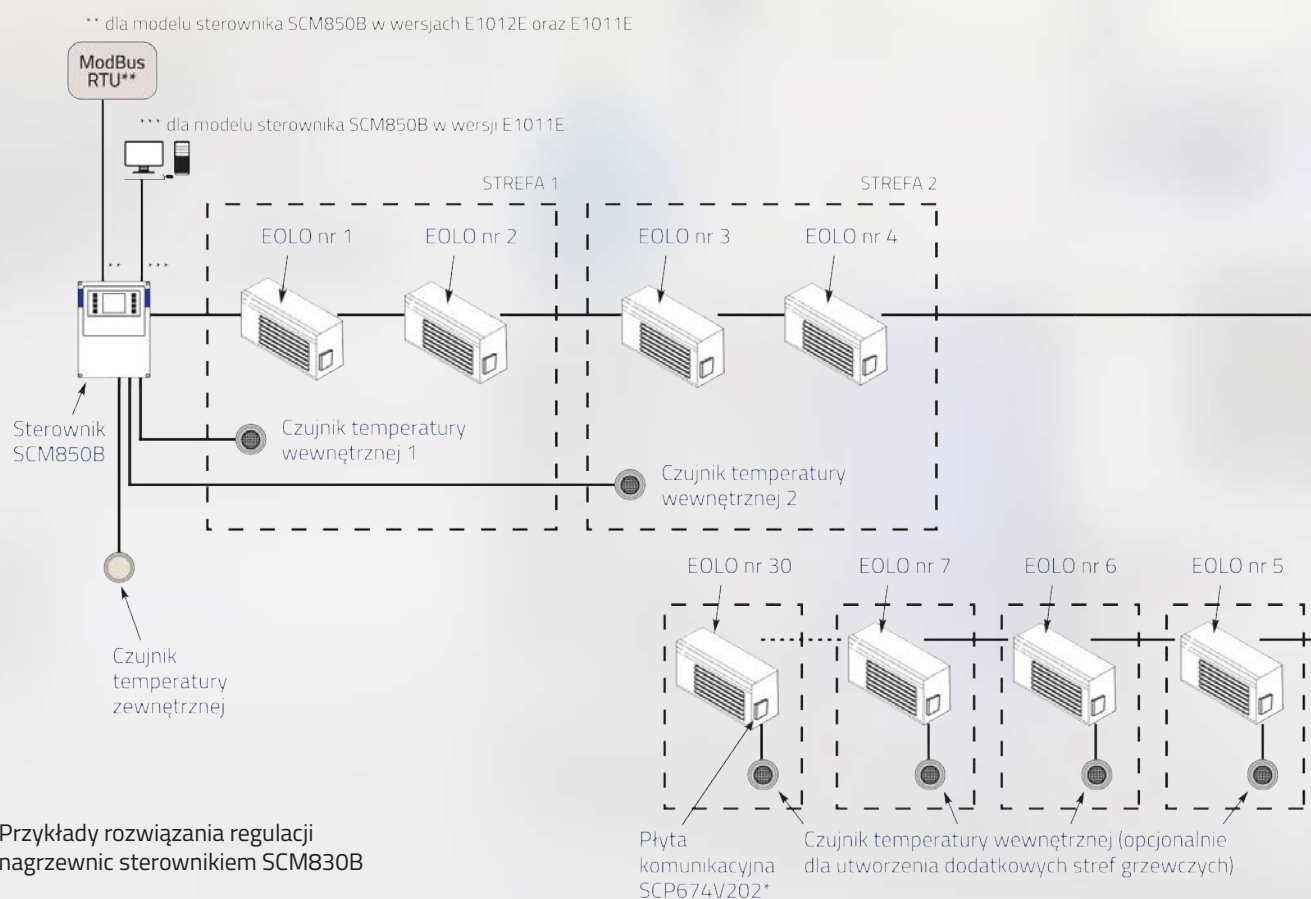 ** dla modelu sterownika SCM850B w wersjach E1012E oraz E1011E
ModBus
RTU**
*** dla modelu sterownika SCM850B w wersji E1011E
STREFA 1
STREFA 2
EOLO nr 1
EOLO nr 2
EOLO nr 3
EOLO nr 4
**
***
Sterownik
SCM850B
Czujnik temperatury
wewnętrznej 1
Czujnik temperatury
wewnętrznej 2
EOLO nr 30
EOLO nr 7
EOLO nr 6
EOLO nr 5
Czujnik
temperatury
zewnętrznej
Przykłady rozwiązania regulacji
nagrzewnic sterownikiem SCM830B
Płyta
komunikacyjna
SCP674V202*
Czujnik temperatury wewnętrznej (opcjonalnie
dla utworzenia dodatkowych stref grzewczych)